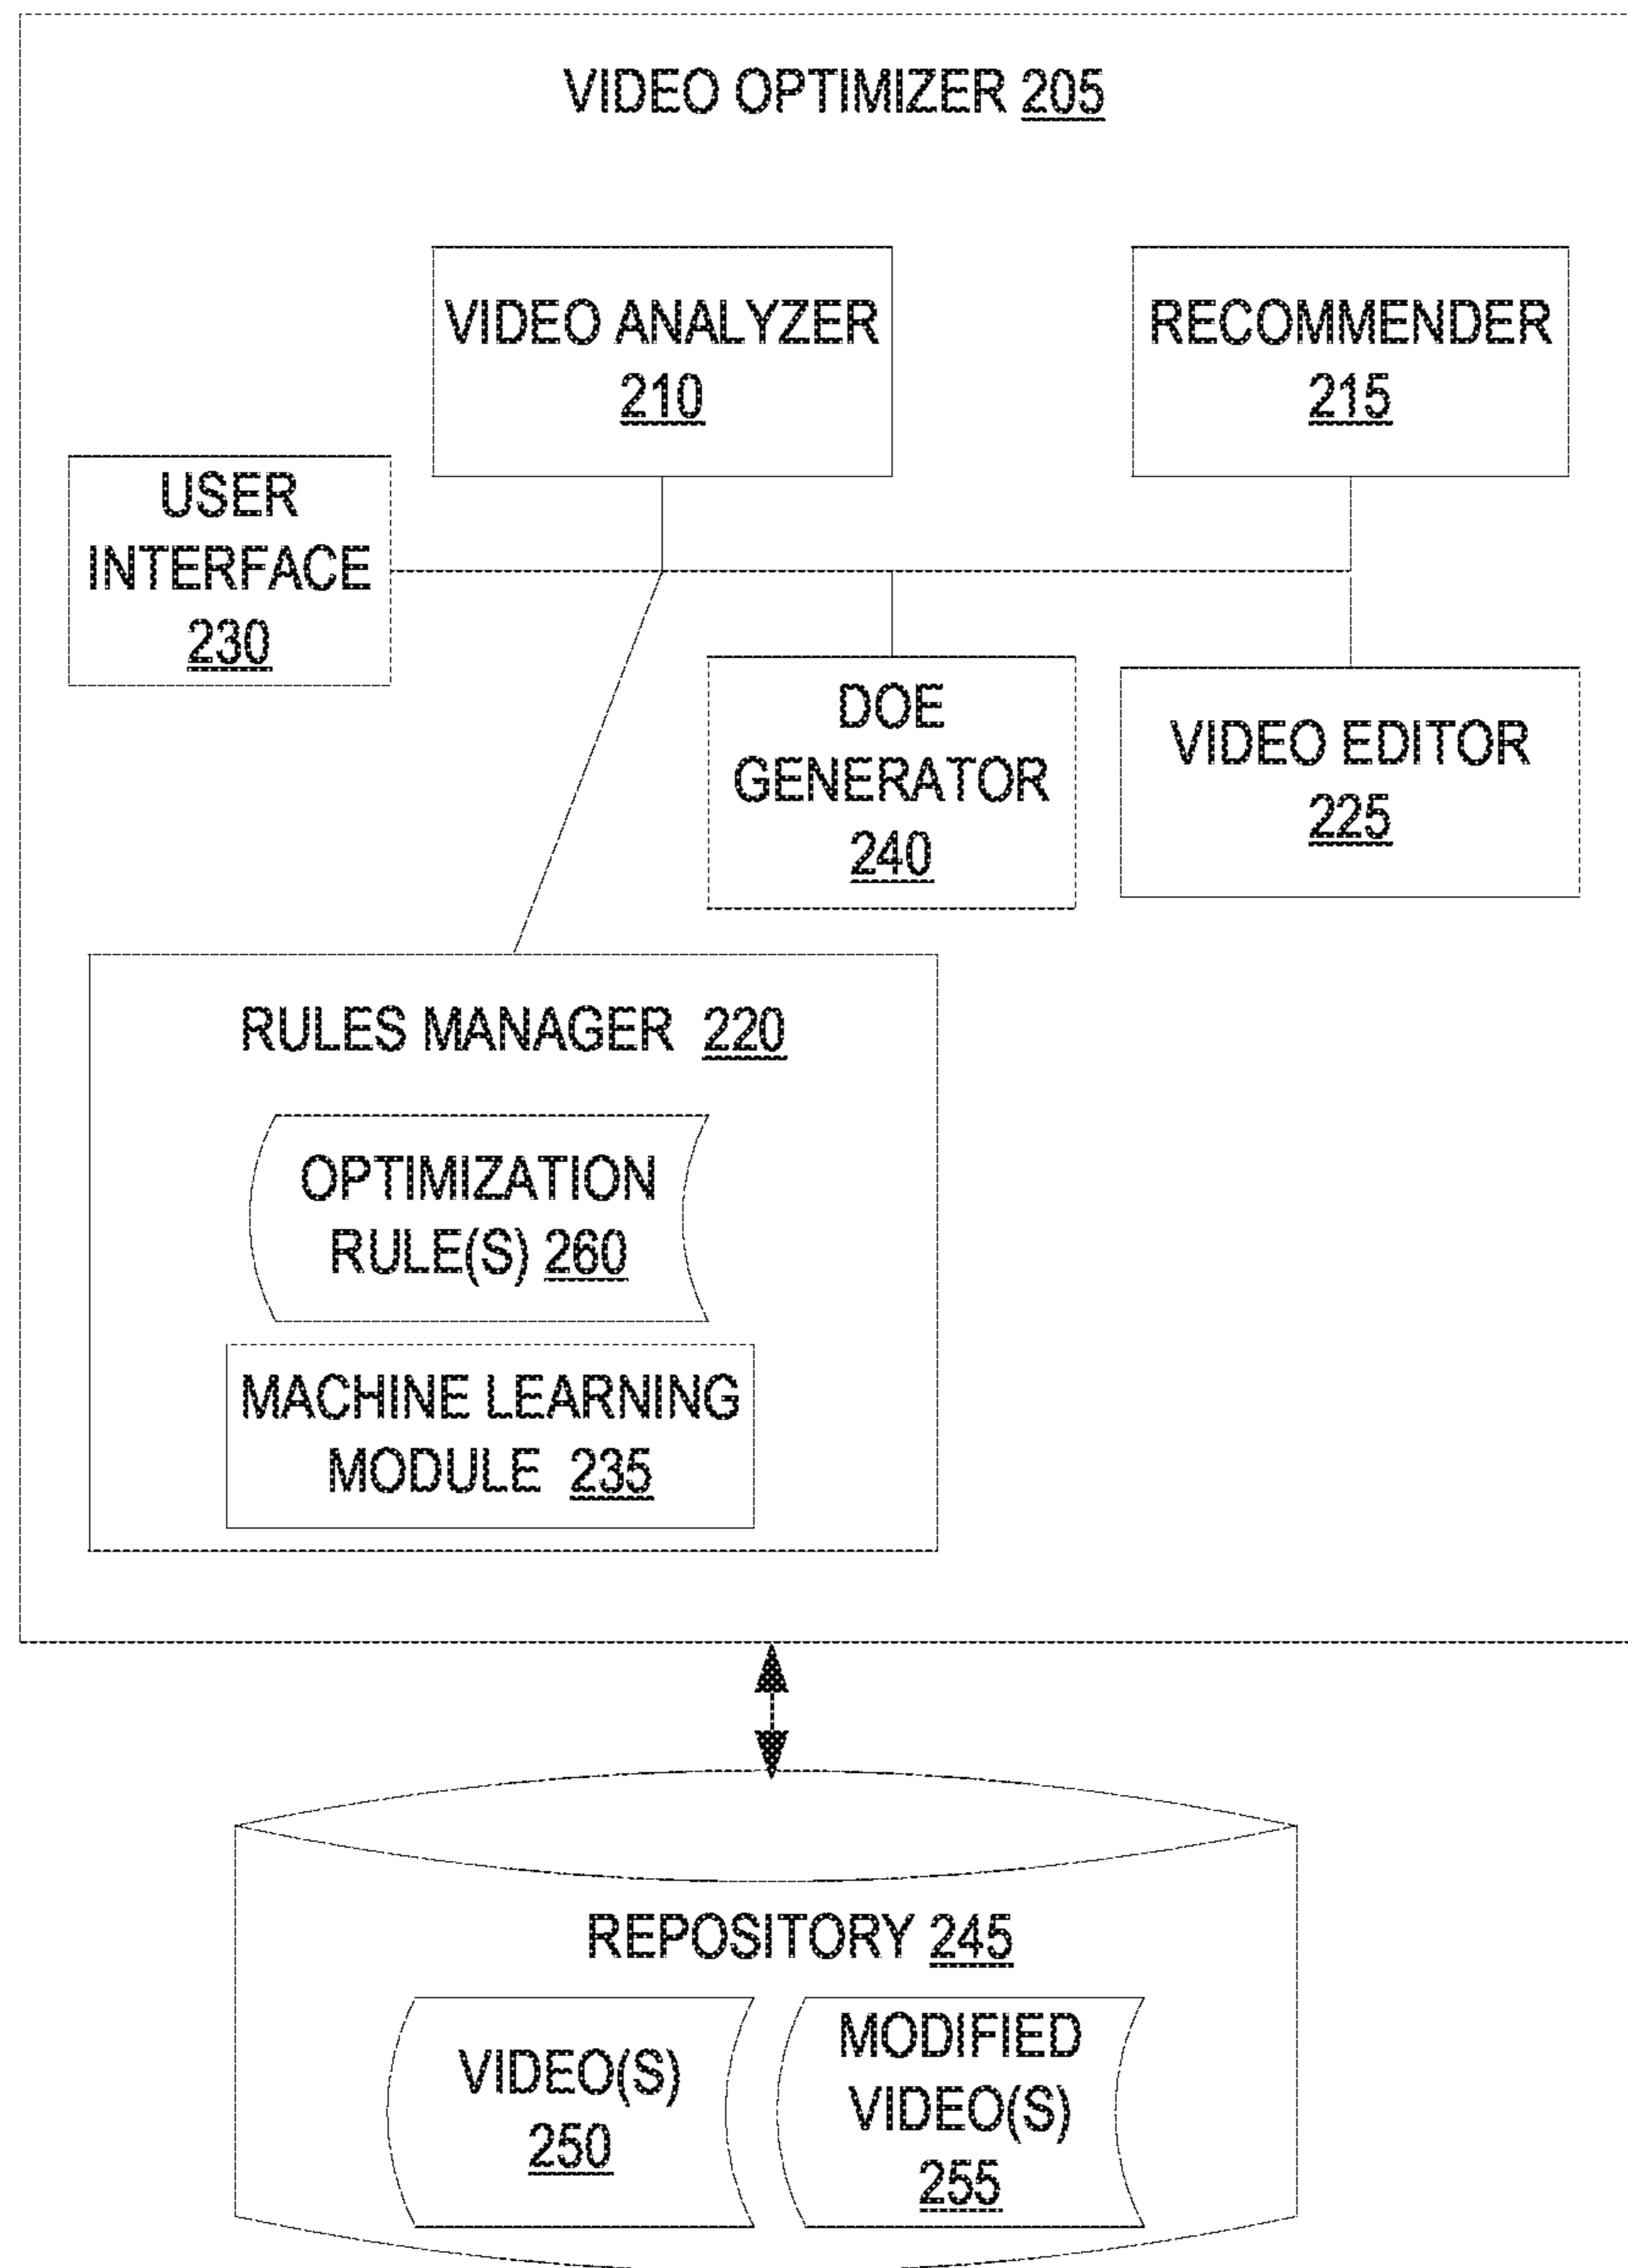 VIDEO OPTIMIZER 205
VIDEO ANALYZER
210
RECOMMENDER
215
USER
INTERFACE
230
DOE
GENERATOR
240
VIDEO EDITOR
225
RULES MANAGER 220
OPTIMIZATION
RULE(S) 260
MACHINE LEARNING
MODULE 235
REPOSITORY 245
VIDEO(S)
250
MODIFIED
VIDEO(S)
255